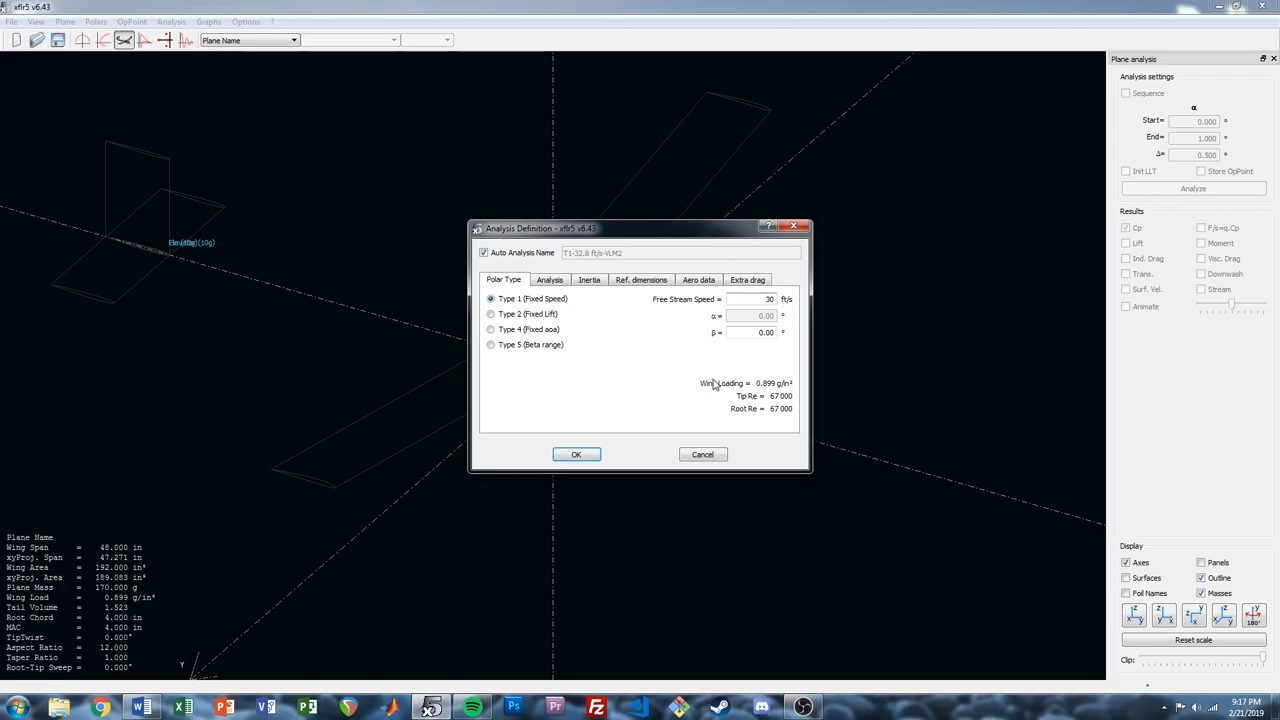 xflr5 v6.43
File View Plane Polars OpPoint Analysis Graphs Options ?
Plane Name
Plane analysis
Analysis settings
Sequence
α
Start= 0.000 °
End= 1.000 °
Δ= 0.500 °
Init LLT Store OpPoint
Analyze
Results
Cp F/s=q.Cp
Lift Moment
Ind. Drag Visc. Drag
Trans. Downwash
Surf. Vel. Stream
Animate
Analysis Definition - xflr5 v6.43
Auto Analysis Name T1-32.8 ft/s-VLM2
Polar Type Analysis Inertia Ref. dimensions Aero data Extra drag
Type 1 (Fixed Speed) Free Stream Speed = 30 ft/s
Type 2 (Fixed Lift) α = 0.00 °
Type 4 (Fixed aoa) β = 0.00 °
Type 5 (Beta range)
Wing Loading = 0.899 g/in²
Tip Re = 67 000
Root Re = 67 000
OK Cancel
Plane Name
Wing Span = 48.000 in
xyProj. Span = 47.271 in
Wing Area = 192.000 in²
xyProj. Area = 189.083 in²
Plane Mass = 170.000 g
Wing Load = 0.899 g/in²
Tail Volume = 1.523
Root Chord = 4.000 in
MAC = 4.000 in
TipTwist = 0.000°
Aspect Ratio = 12.000
Taper Ratio = 1.000
Root-Tip Sweep = 0.000°
Y
Display
Axes Panels
Surfaces Outline
Foil Names Masses
Reset scale
Clip:
9:17 PM
2/21/2019